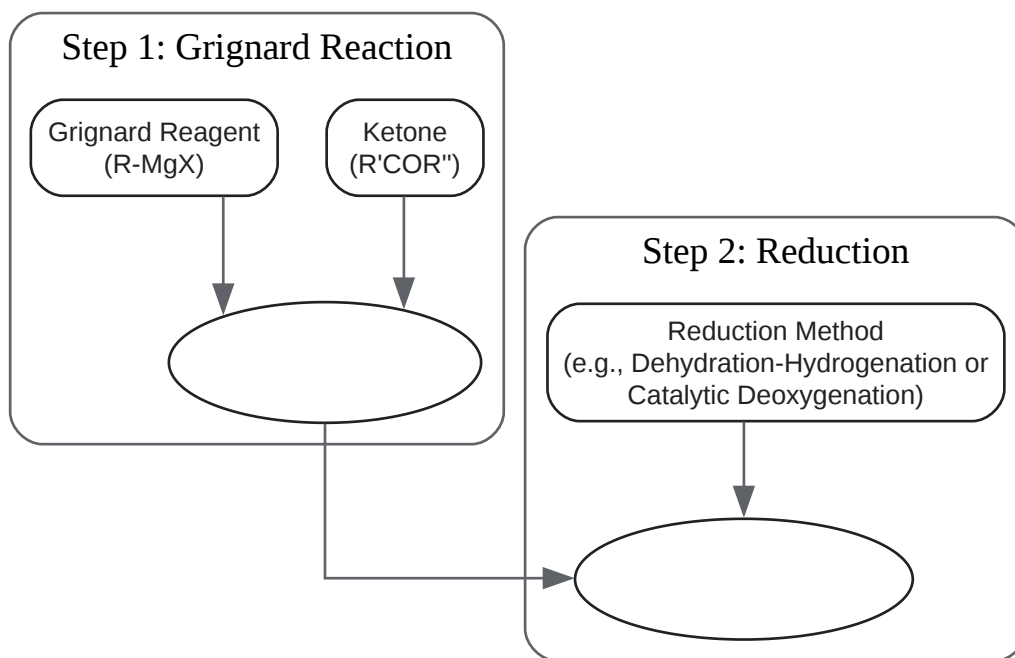 Step 1: Grignard Reaction
Grignard Reagent
(R-MgX)
Ketone
(R'COR")
Step 2: Reduction
Reduction Method
(e.g., Dehydration-Hydrogenation or
Catalytic Deoxygenation)